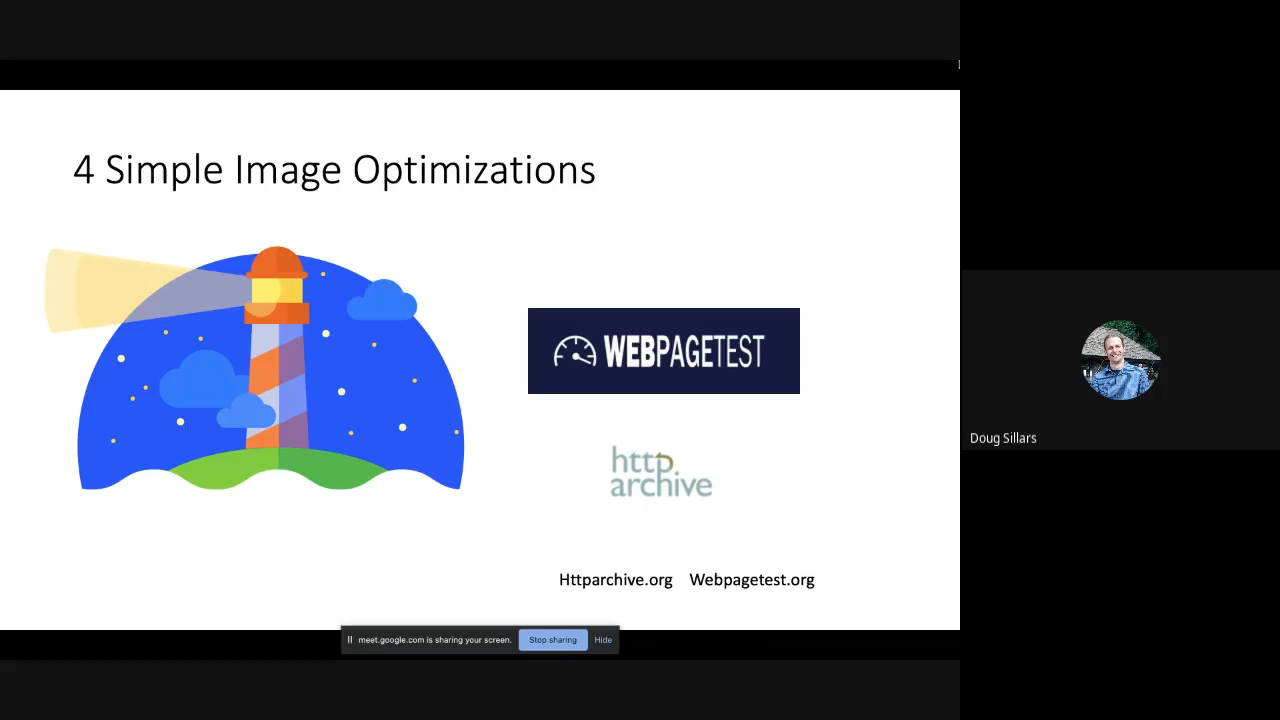 4 Simple Image Optimizations
WEBPAGETEST
http
archive
Httparchive.org Webpagetest.org
meet.google.com is sharing your screen. Stop sharing Hide
Doug Sillars